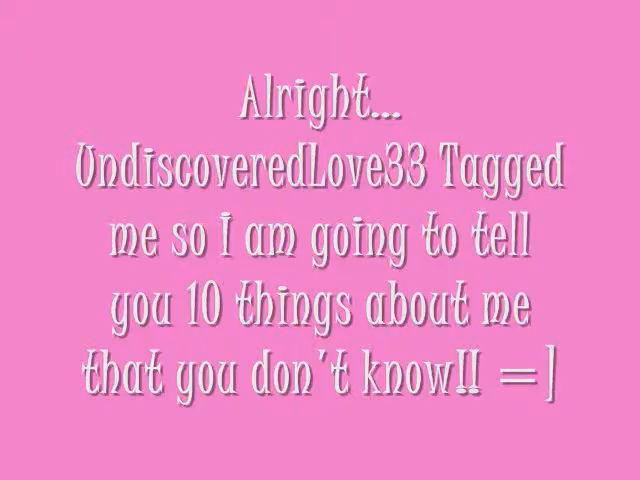 Alright...
UndiscoveredLove33 Tagged
me so I am going to tell
you 10 things about me
that you don't know!! =]